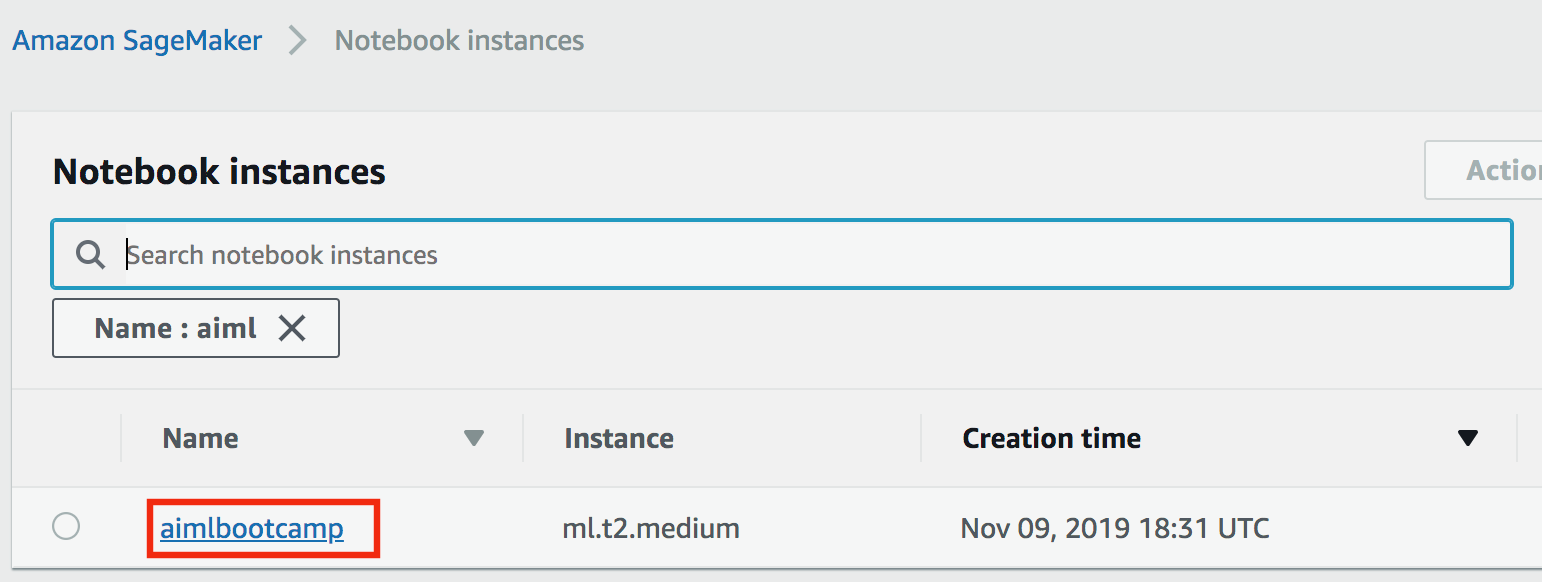 Amazon SageMaker > Notebook instances
Notebook instances
Actio
Search notebook instances
Name : aiml
Name Instance Creation time
aimlbootcamp ml.t2.medium Nov 09, 2019 18:31 UTC